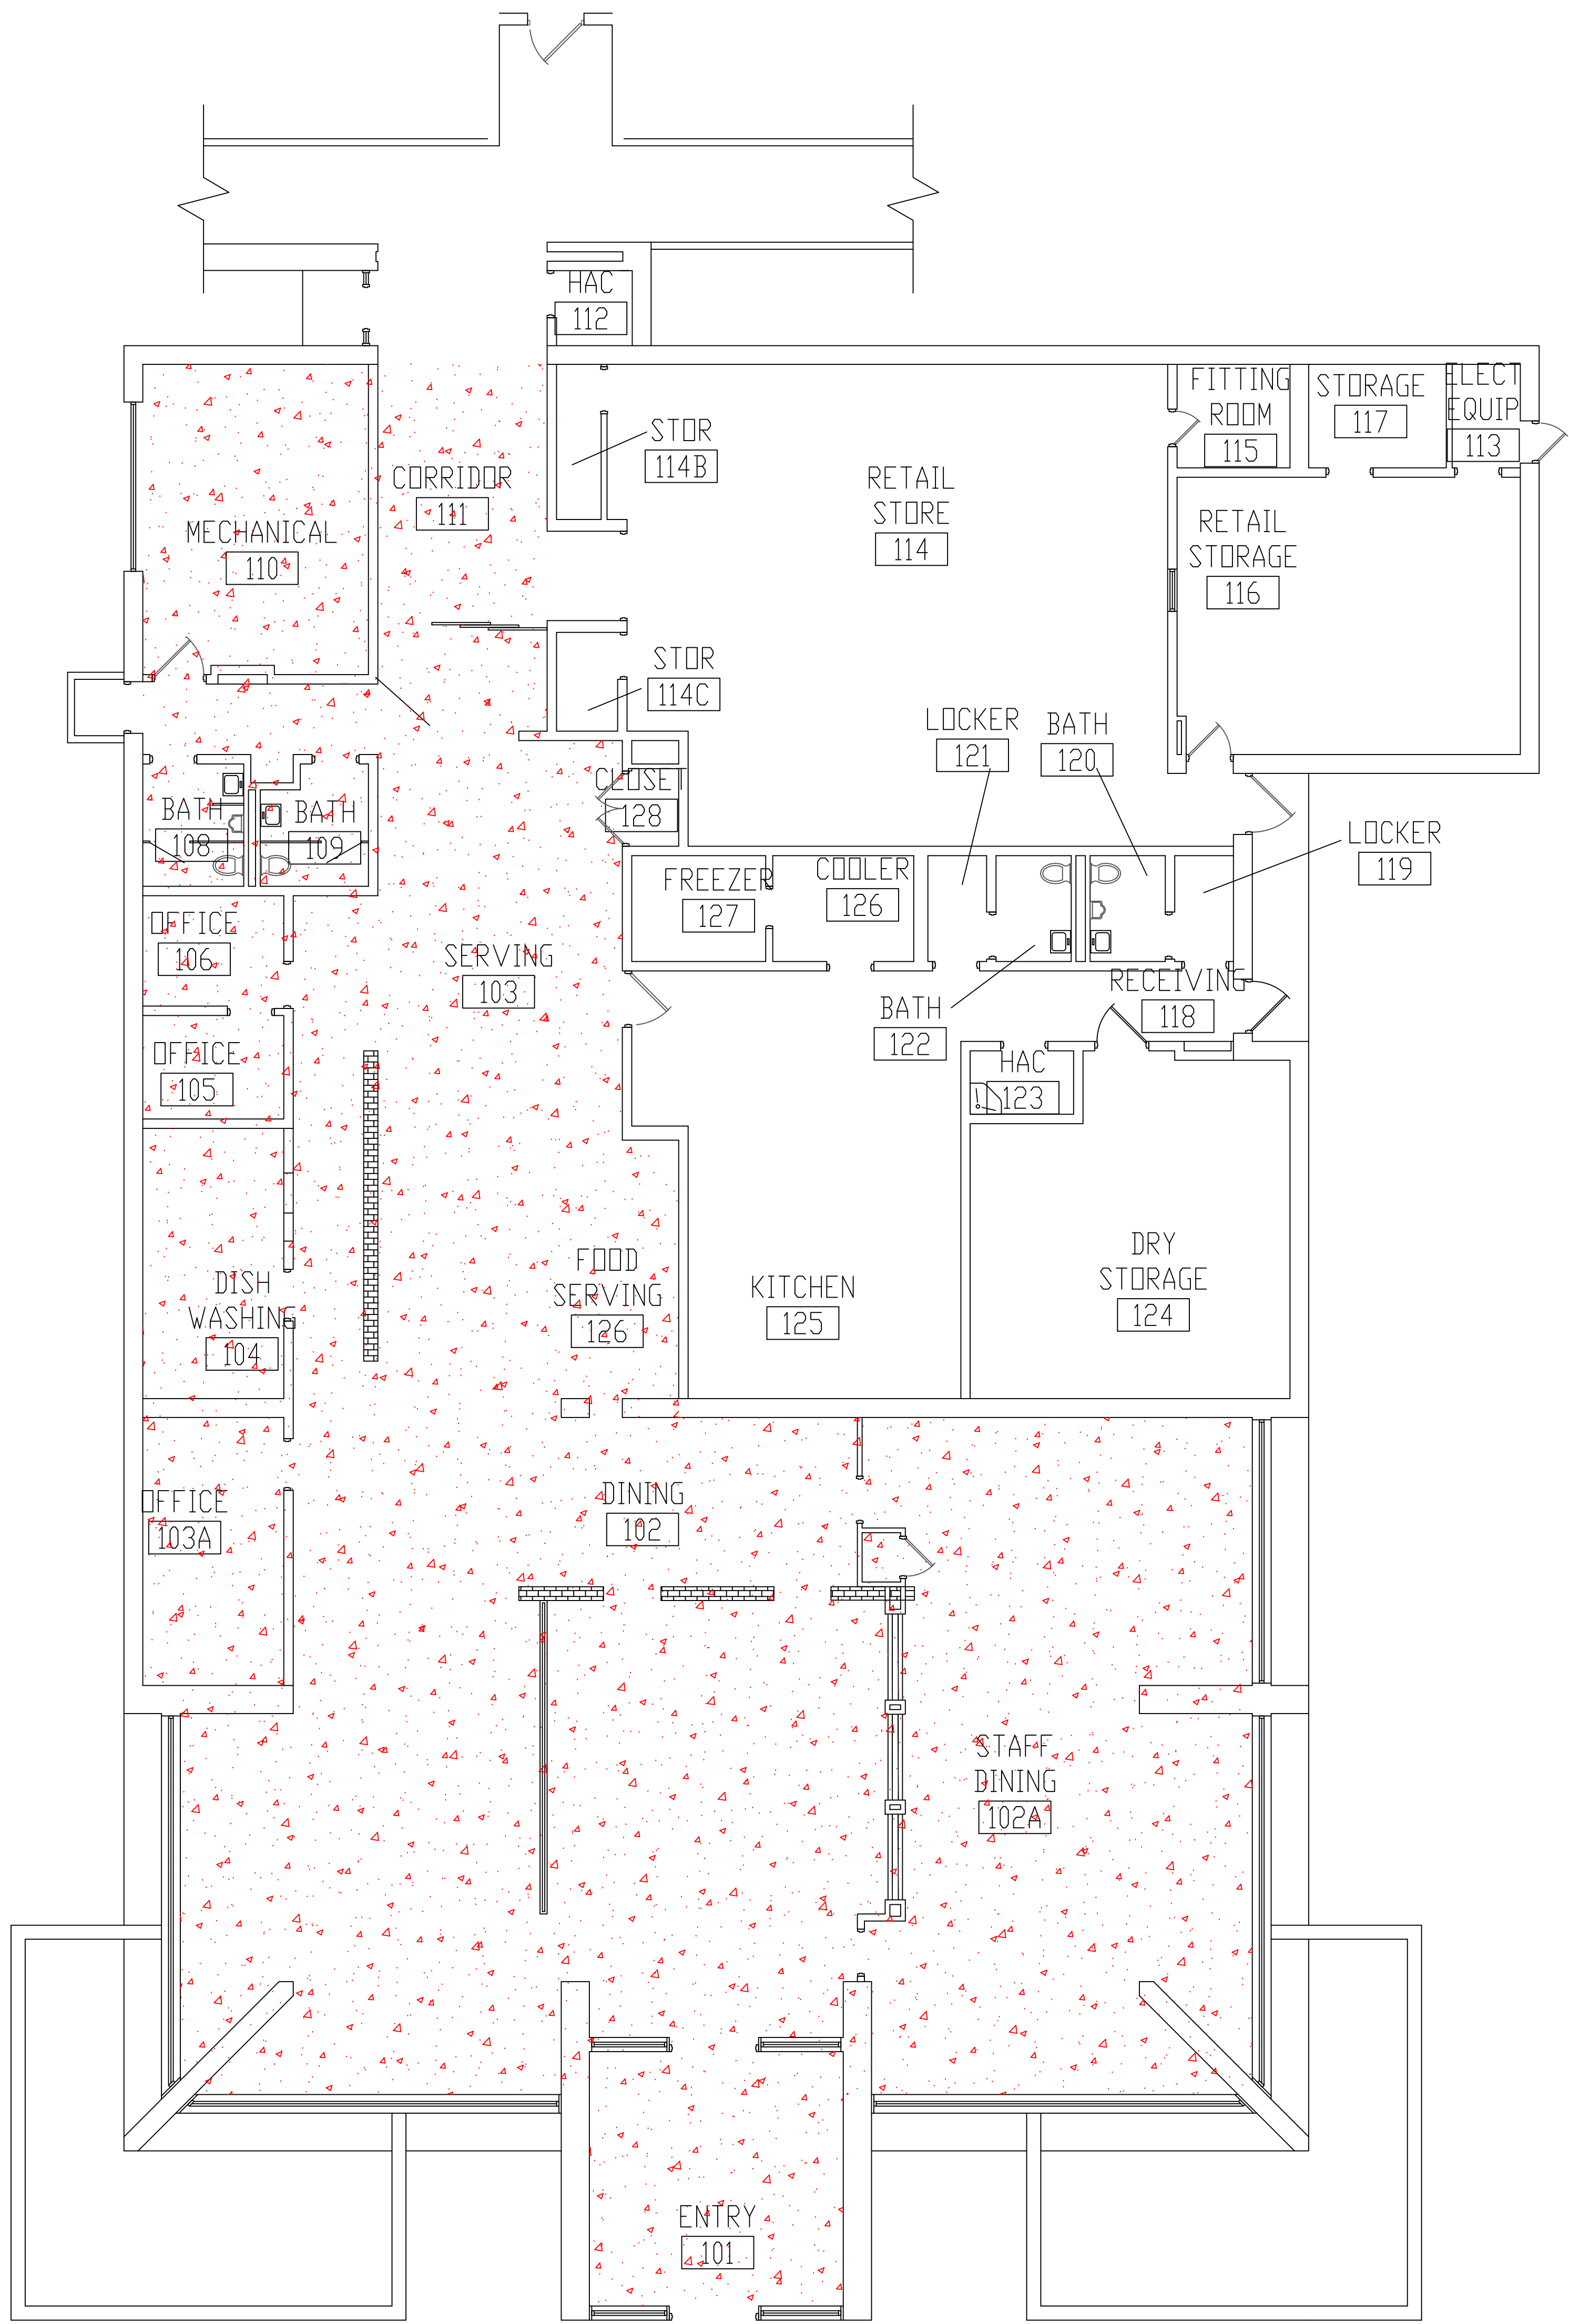 HAC
112
FITTING
ROOM
115
STORAGE
117
ELECT
EQUIP
113
STOR
114B
CORRIDOR
111
RETAIL
STORE
114
MECHANICAL
110
RETAIL
STORAGE
116
STOR
114C
LOCKER
121
BATH
120
CLOSET
128
BATH
108
BATH
109
LOCKER
119
FREEZER
127
COOLER
126
OFFICE
106
SERVING
103
RECEIVING
118
BATH
122
OFFICE
105
HAC
123
DRY
STORAGE
124
FOOD
SERVING
126
KITCHEN
125
DISH
WASHING
104
DINING
102
OFFICE
103A
STAFF
DINING
102A
ENTRY
101